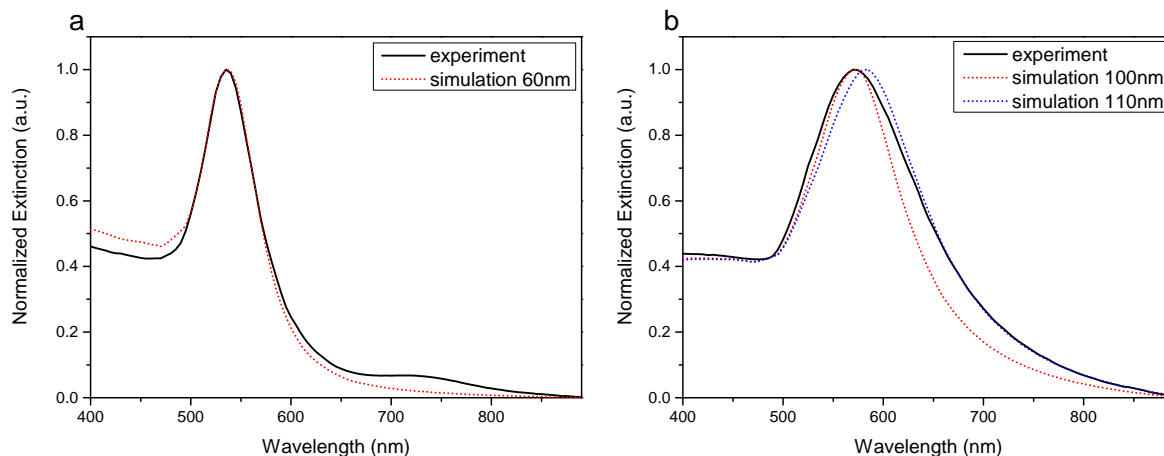 a
experiment
simulation 60nm
1.0
0.8
0.6
0.4
0.2
0.0
Normalized Extinction (a.u.)
400 500 600 700 800
Wavelength (nm)
b
experiment
simulation 100nm
simulation 110nm
1.0
0.8
0.6
0.4
0.2
0.0
Normalized Extinction (a.u.)
400 500 600 700 800
Wavelength (nm)